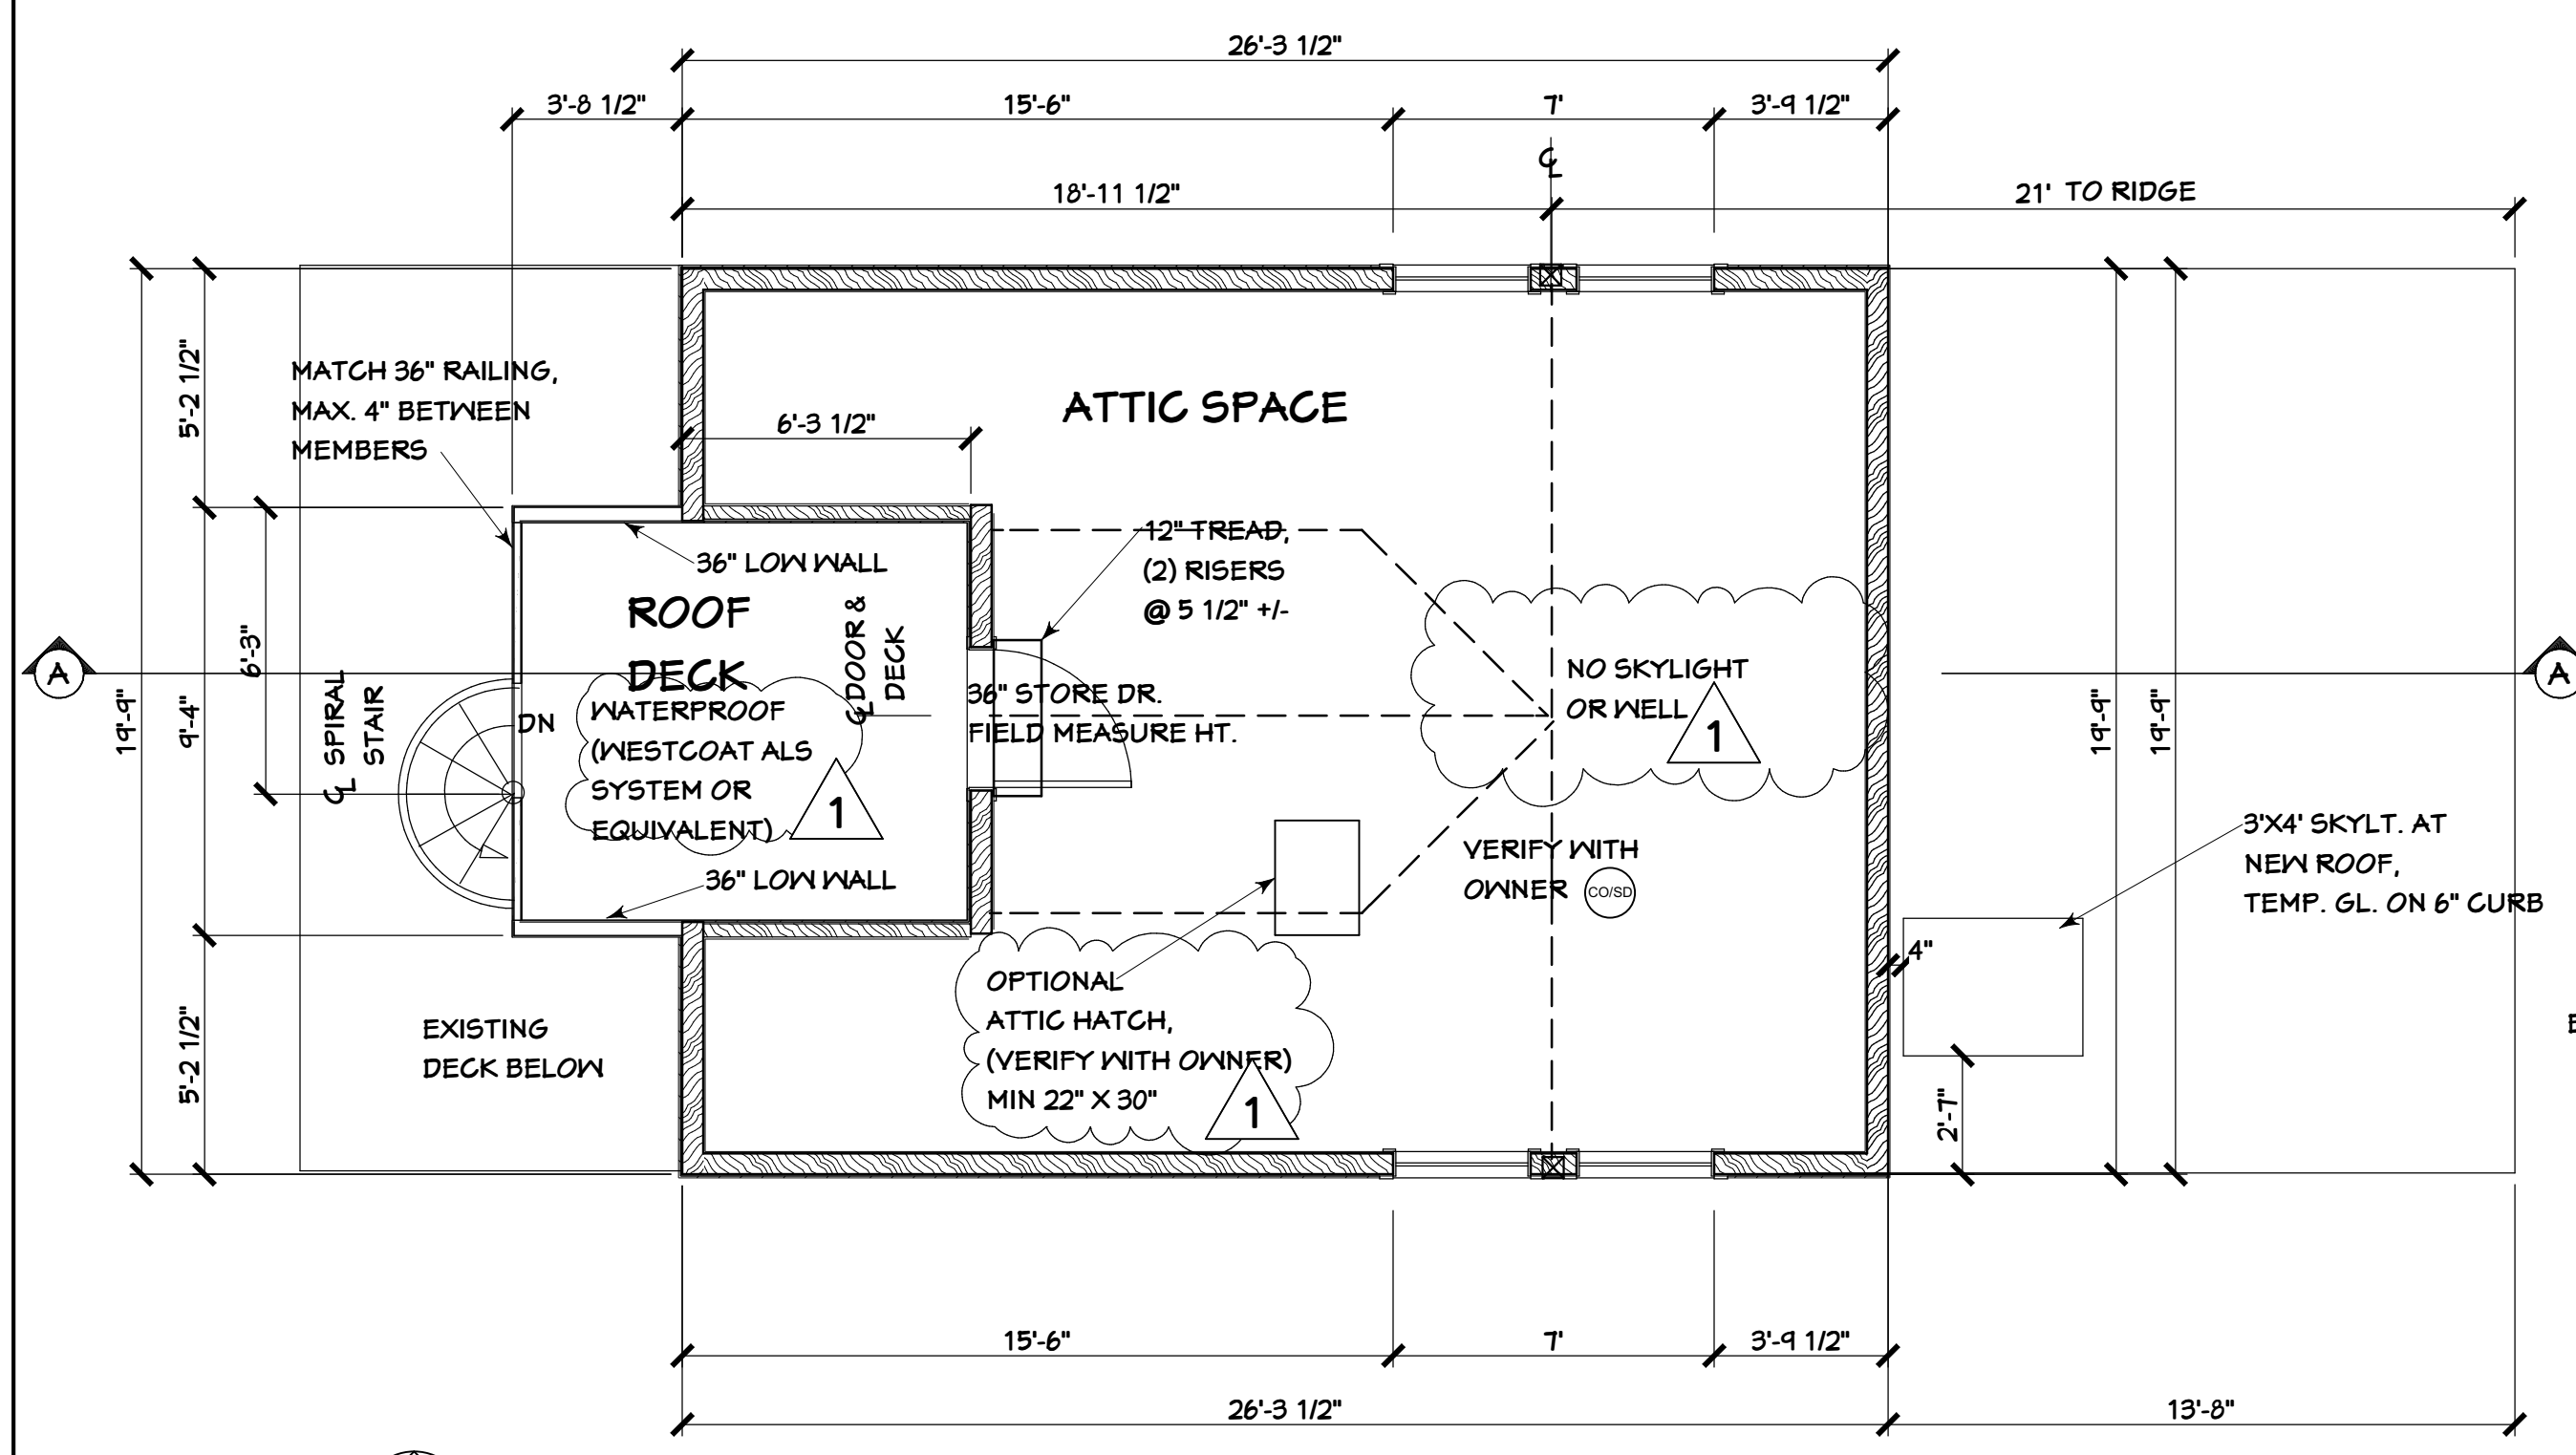 26'-3 1/2"
3'-8 1/2"
15'-6"
7'
3'-9 1/2"
℄
18'-11 1/2"
21' TO RIDGE
5'-2 1/2"
MATCH 36" RAILING,
MAX. 4" BETWEEN
MEMBERS
6'-3 1/2"
ATTIC SPACE
12" TREAD,
(2) RISERS
@ 5 1/2" +/-
36" LOW WALL
ROOF
DECK
℄ DOOR &
DECK
A
6'-3"
19'-9"
9'-4"
℄ SPIRAL
STAIR
DN
WATERPROOF
(WESTCOAT ALS
SYSTEM OR
EQUIVALENT)
1
36" STORE DR.
FIELD MEASURE HT.
NO SKYLIGHT
OR WELL
1
19'-9"
19'-9"
A
36" LOW WALL
VERIFY WITH
OWNER
CO/SD
3'X4' SKYLT. AT
NEW ROOF,
TEMP. GL. ON 6" CURB
4"
OPTIONAL
ATTIC HATCH,
(VERIFY WITH OWNER)
MIN 22" X 30"
1
EXISTING
DECK BELOW
5'-2 1/2"
2'-7"
15'-6"
7'
3'-9 1/2"
26'-3 1/2"
13'-8"